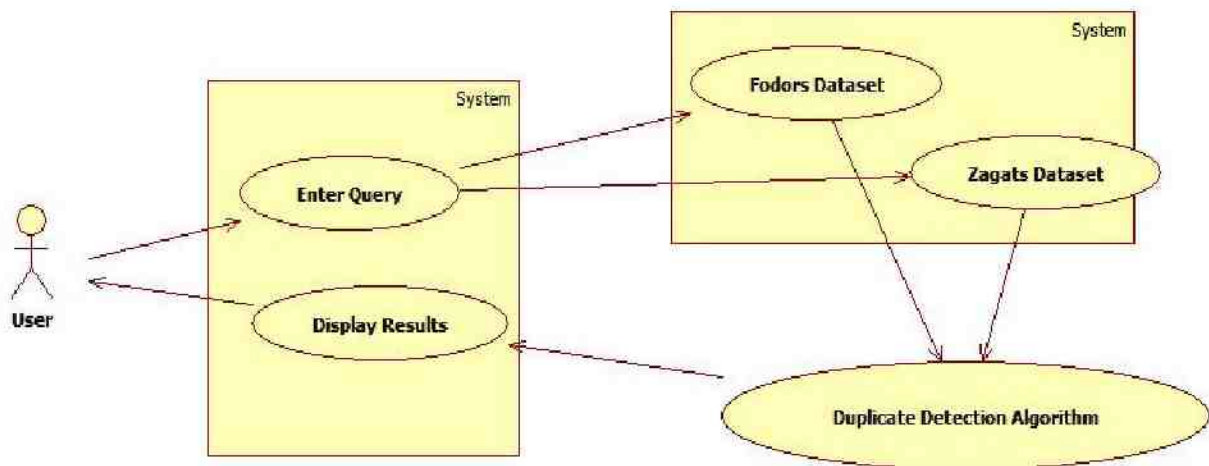 System
Fodors Dataset
System
Zagats Dataset
Enter Query
User
Display Results
Duplicate Detection Algorithm